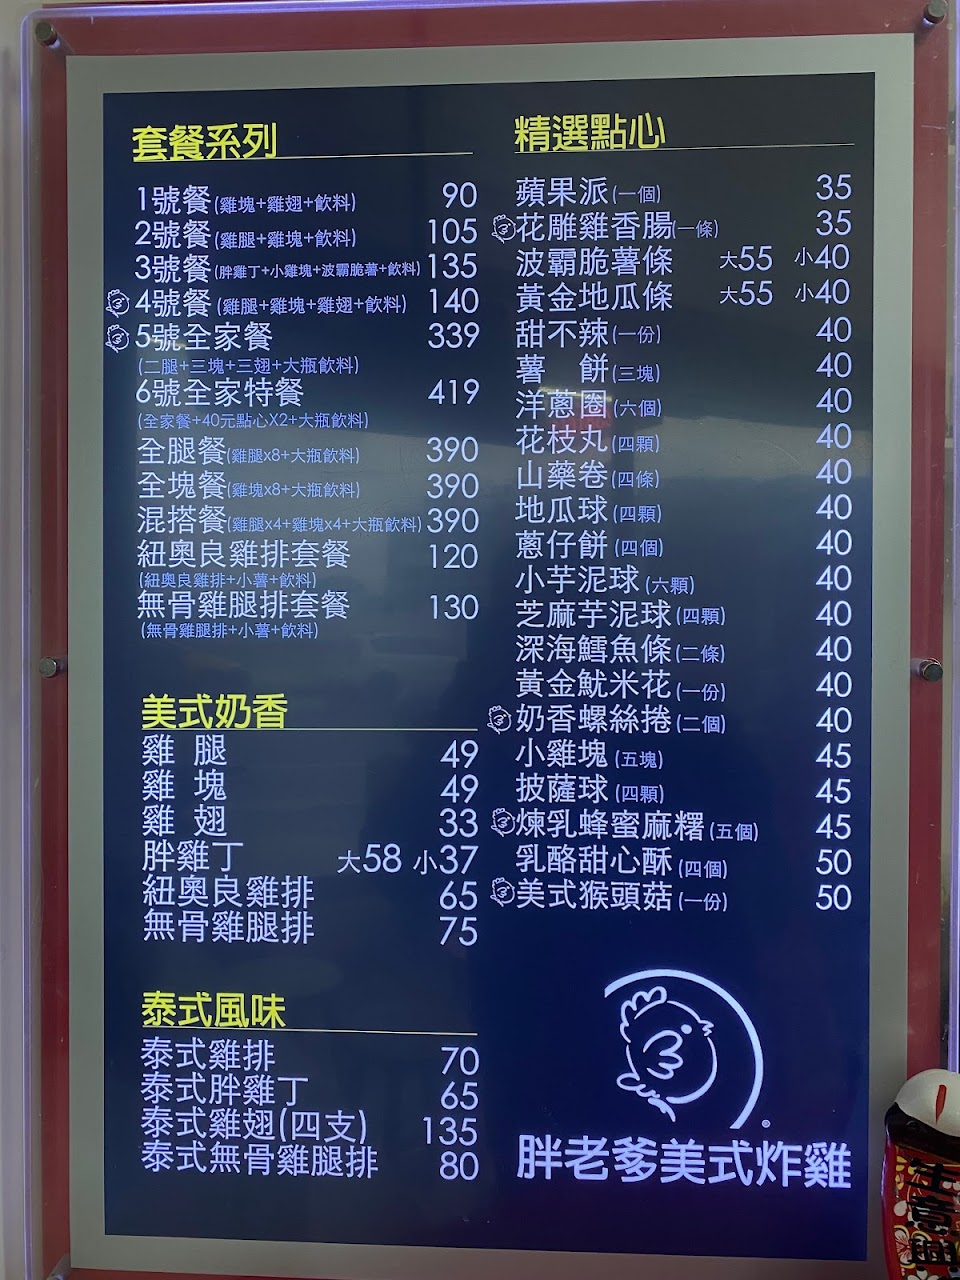 套餐系列
1號餐(雞塊+雞翅+飲料) 90
2號餐(雞腿+雞塊+飲料) 105
3號餐(胖雞丁+小雞塊+波霸脆薯+飲料) 135
4號餐(雞腿+雞塊+雞翅+飲料) 140
5號全家餐 339
(二腿+三塊+三翅+大瓶飲料)
6號全家特餐 419
(全家餐+40元點心X2+大瓶飲料)
全腿餐(雞腿x8+大瓶飲料) 390
全塊餐(雞塊x8+大瓶飲料) 390
混搭餐(雞腿x4+雞塊x4+大瓶飲料) 390
紐奧良雞排套餐 120
(紐奧良雞排+小薯+飲料)
無骨雞腿排套餐 130
(無骨雞腿排+小薯+飲料)
美式奶香
雞 腿 49
雞 塊 49
雞 翅 33
胖雞丁 大58 小37
紐奧良雞排 65
無骨雞腿排 75
泰式風味
泰式雞排 70
泰式胖雞丁 65
泰式雞翅(四支) 135
泰式無骨雞腿排 80
精選點心
蘋果派(一個) 35
花雕雞香腸(一條) 35
波霸脆薯條 大55 小40
黃金地瓜條 大55 小40
甜不辣(一份) 40
薯 餅(三塊) 40
洋蔥圈(六個) 40
花枝丸(四顆) 40
山藥卷(四條) 40
地瓜球(四顆) 40
蔥仔餅(四個) 40
小芋泥球(六顆) 40
芝麻芋泥球(四顆) 40
深海鱈魚條(二條) 40
黃金魷米花(一份) 40
奶香螺絲捲(二個) 40
小雞塊(五塊) 45
披薩球(四顆) 45
煉乳蜂蜜麻糬(五個) 45
乳酪甜心酥(四個) 50
美式猴頭菇(一份) 50
胖老爹美式炸雞
生意興